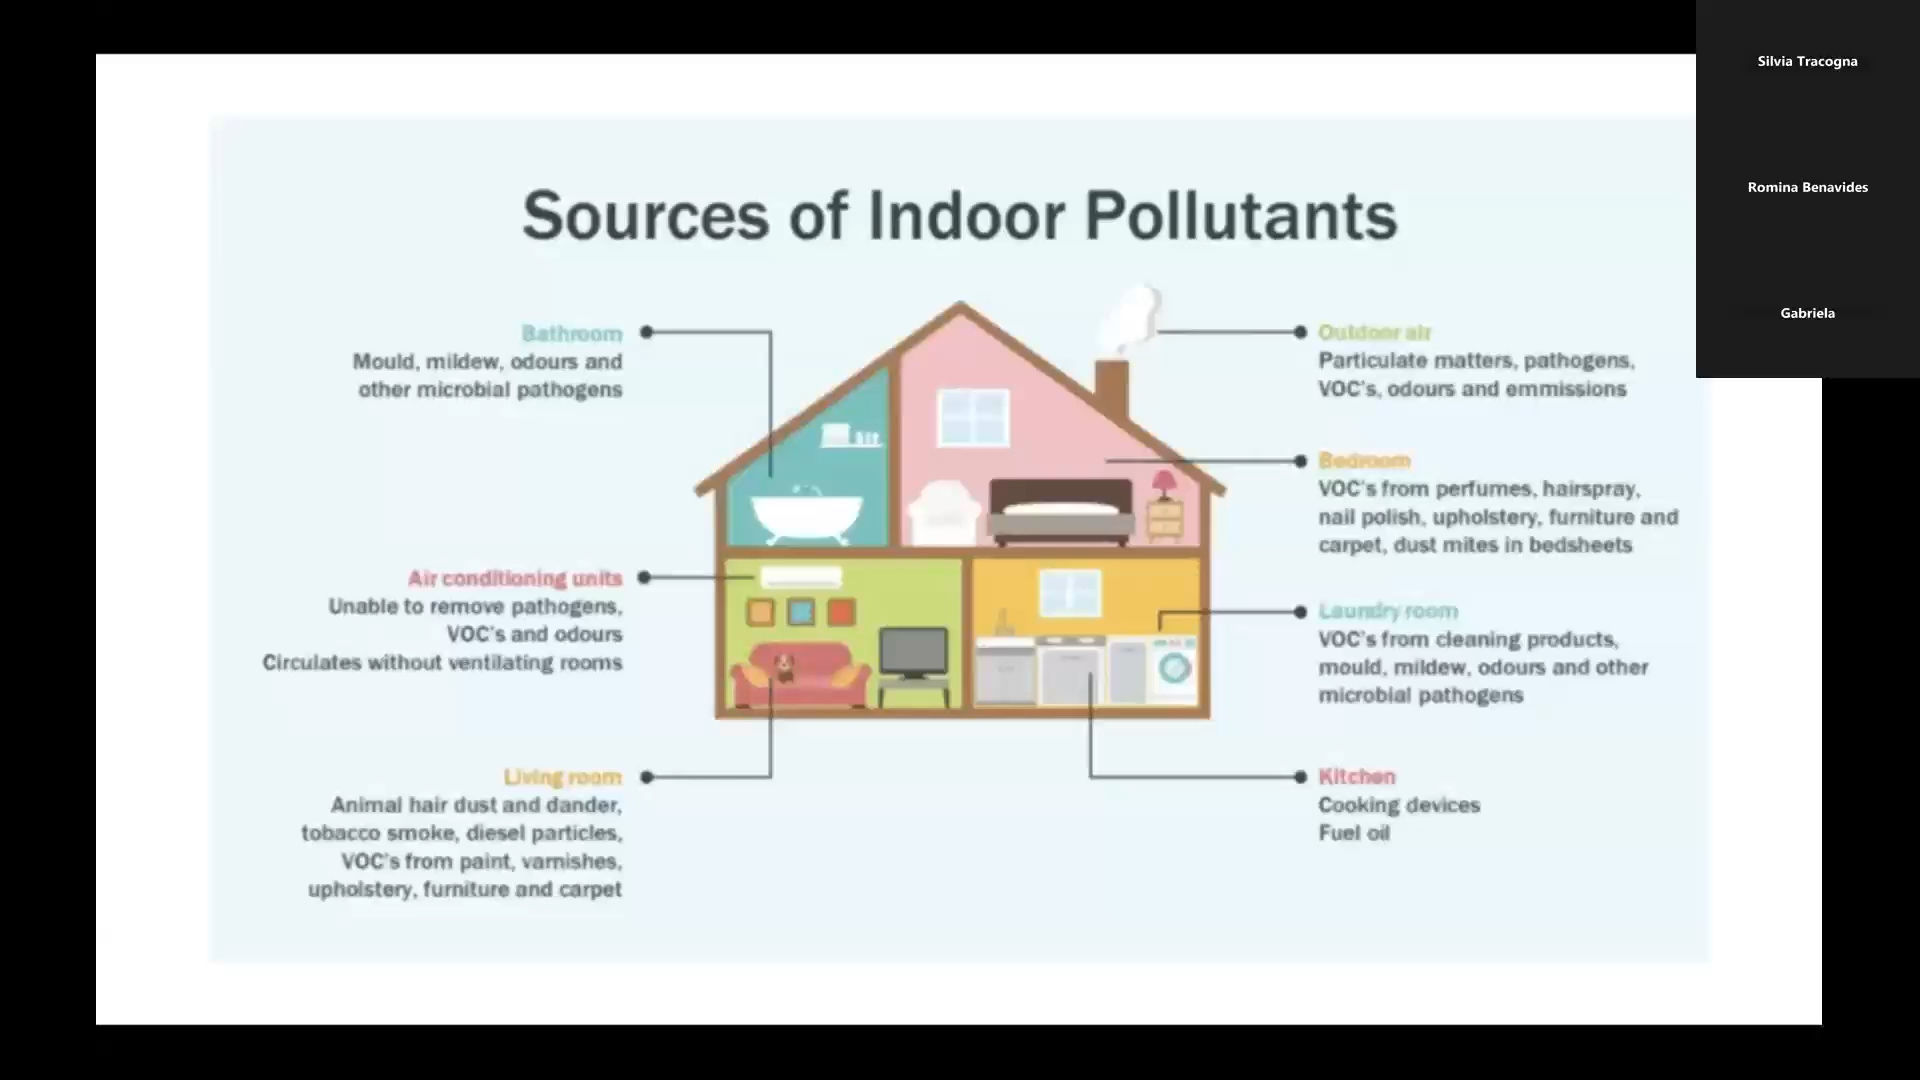 Sources of Indoor Pollutants
Bathroom
Mould, mildew, odours and
other microbial pathogens
Air conditioning units
Unable to remove pathogens,
VOC's and odours
Circulates without ventilating rooms
Living room
Animal hair dust and dander,
tobacco smoke, diesel particles,
VOC's from paint, varnishes,
upholstery, furniture and carpet
Outdoor air
Particulate matters, pathogens,
VOC's, odours and emmissions
Bedroom
VOC's from perfumes, hairspray,
nail polish, upholstery, furniture and
carpet, dust mites in bedsheets
Laundry room
VOC's from cleaning products,
mould, mildew, odours and other
microbial pathogens
Kitchen
Cooking devices
Fuel oil
Silvia Tracogna
Romina Benavides
Gabriela